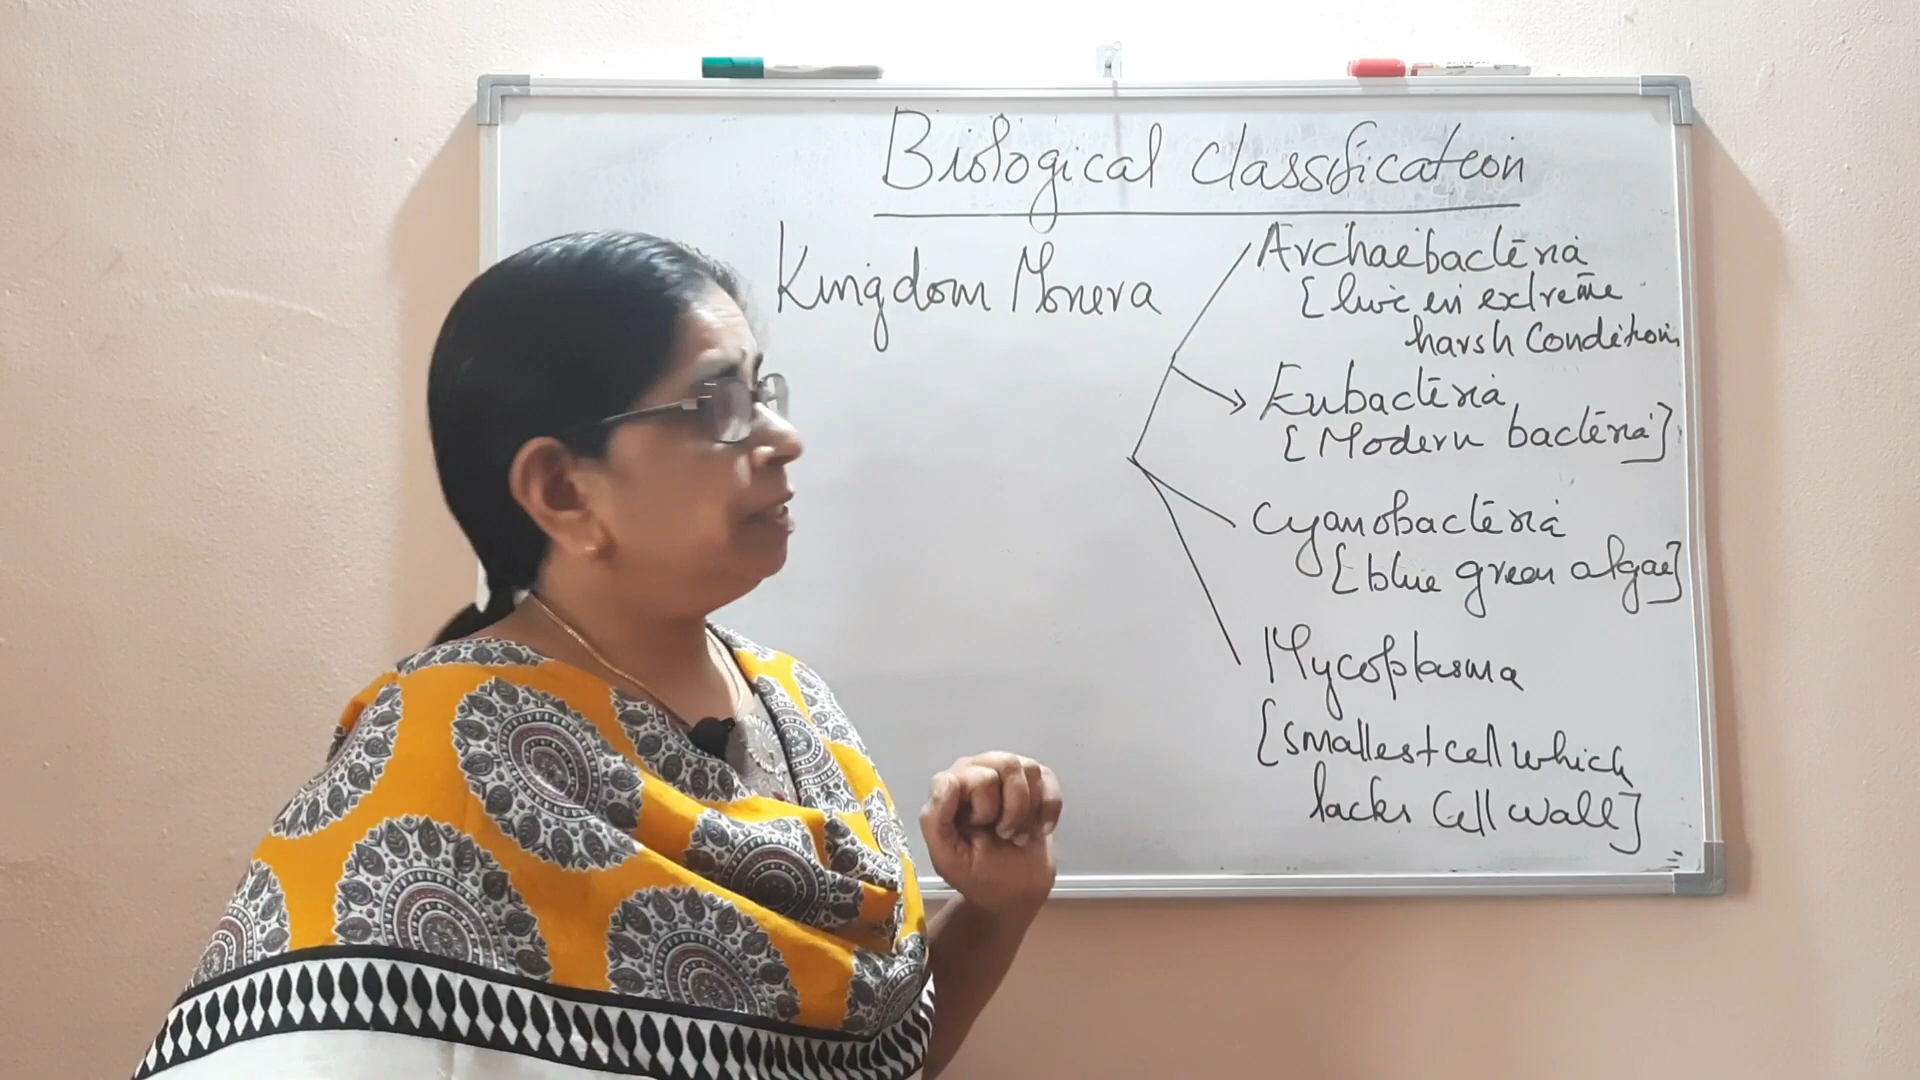 Biological Classification
Kingdom Monera
Archaebacteria
[live in extreme
harsh Conditions
Eubacteria
[Modern bacteria]
Cyanobacteria
[blue green algae]
Mycoplasma
[smallest cell which
lacks Cell wall]